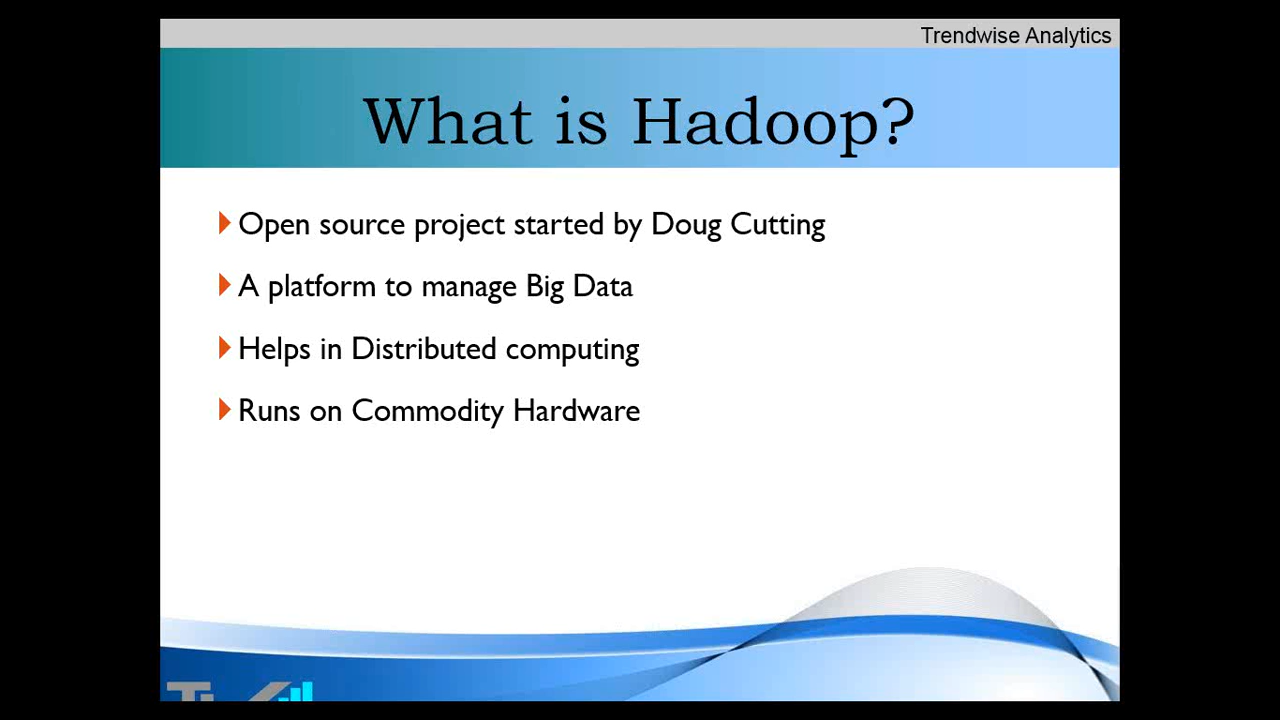 Trendwise Analytics
What is Hadoop?
Open source project started by Doug Cutting
A platform to manage Big Data
Helps in Distributed computing
Runs on Commodity Hardware